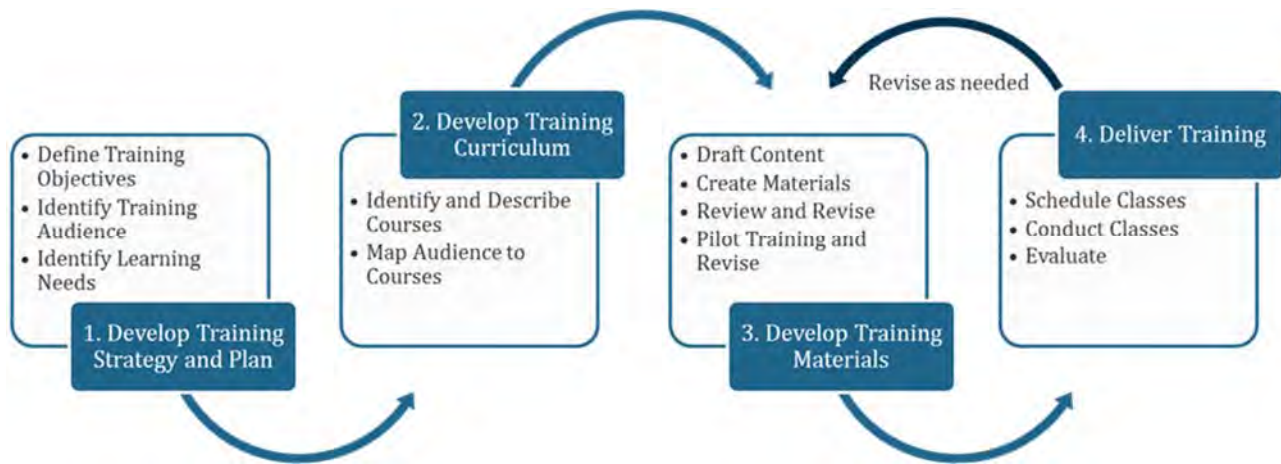 • Define Training
Objectives
• Identify Training
Audience
• Identify Learning
Needs
1. Develop Training
Strategy and Plan
2. Develop Training
Curriculum
• Identify and Describe
Courses
• Map Audience to
Courses
• Draft Content
• Create Materials
• Review and Revise
• Pilot Training and
Revise
3. Develop Training
Materials
Revise as needed
4. Deliver Training
• Schedule Classes
• Conduct Classes
• Evaluate